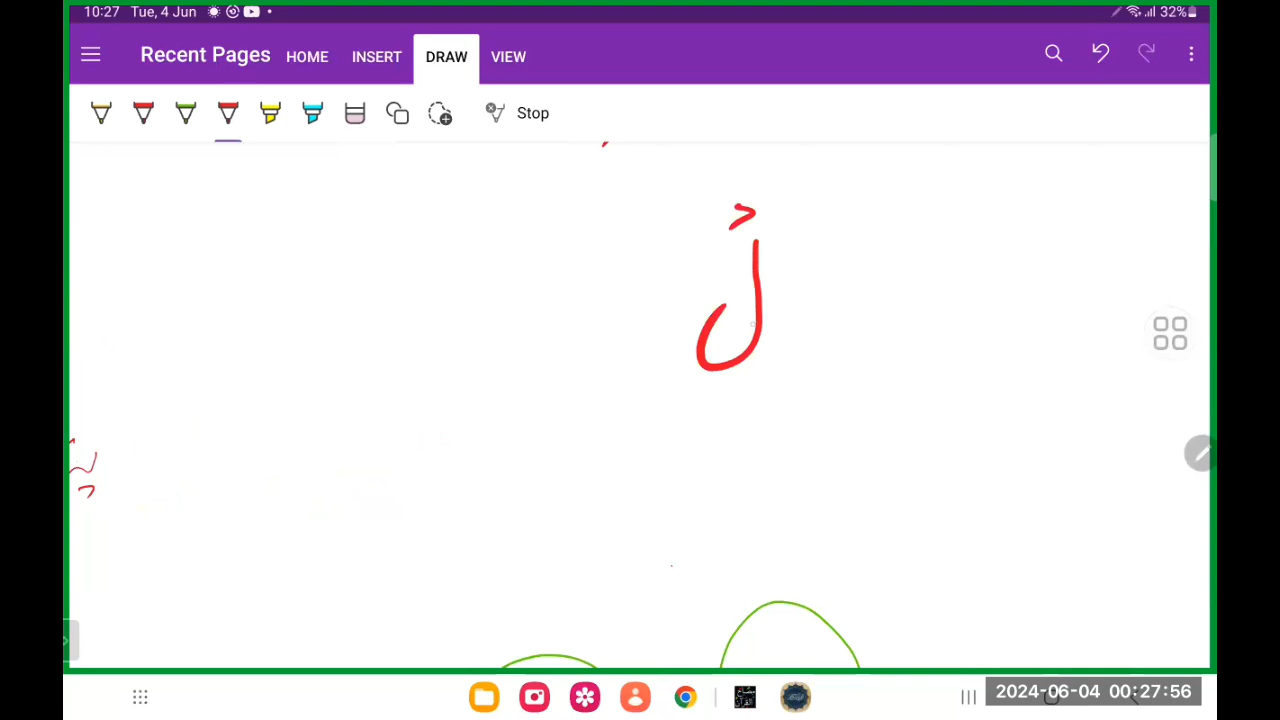 10:27 Tue, 4 Jun 32%
Recent Pages HOME INSERT DRAW VIEW
Stop
لْ
2024-06-04 00:27:56